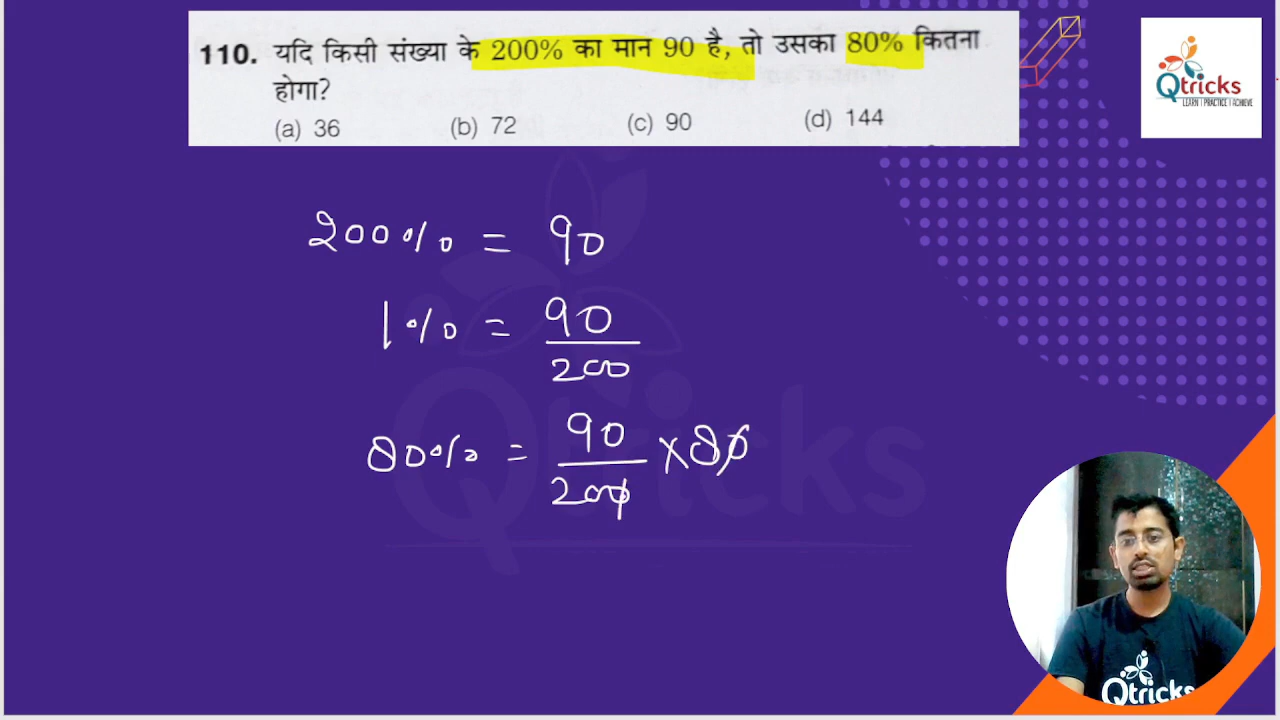 110. यदि किसी संख्या के 200% का मान 90 है, तो उसका 80% कितना
होगा?
(a) 36 (b) 72 (c) 90 (d) 144
Qtricks
LEARN | PRACTICE | ACHIEVE
200% = 90
1% = 90/200
80% = 90/200 × 80
Qtricks
Qtricks